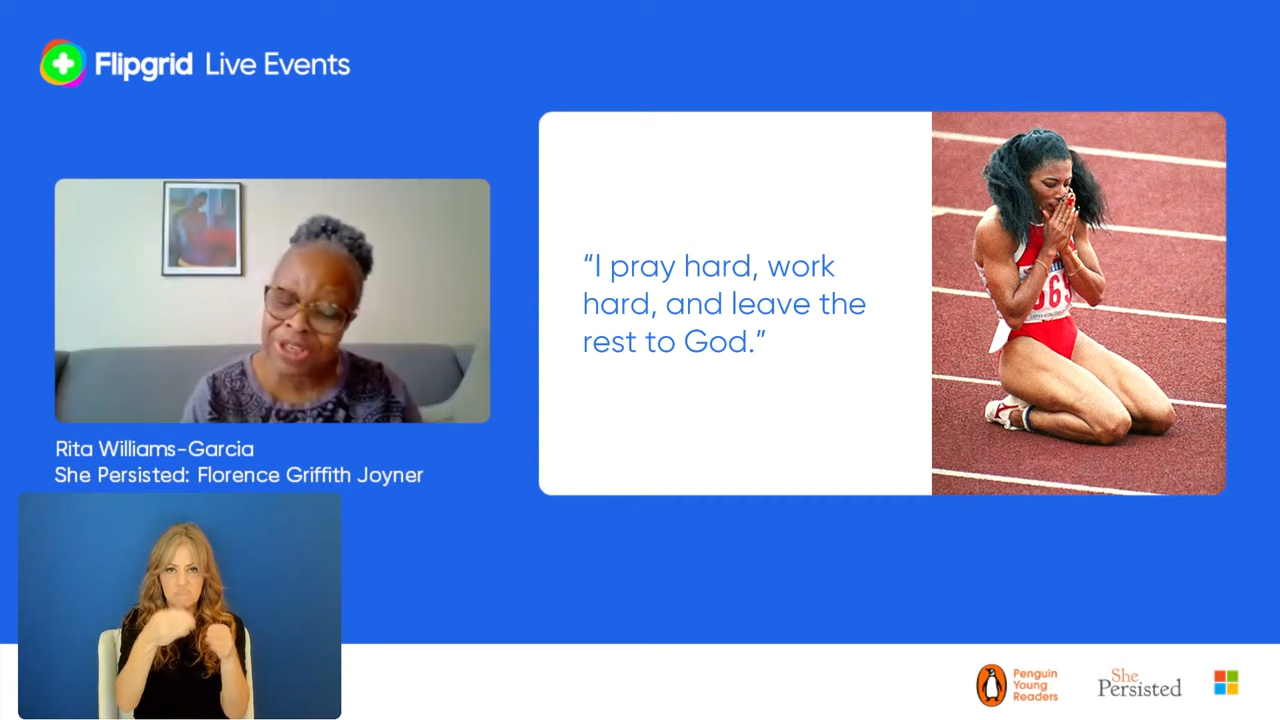 Flipgrid Live Events
“I pray hard, work
hard, and leave the
rest to God.”
Rita Williams-Garcia
She Persisted: Florence Griffith Joyner
Penguin
Young
Readers
She
Persisted